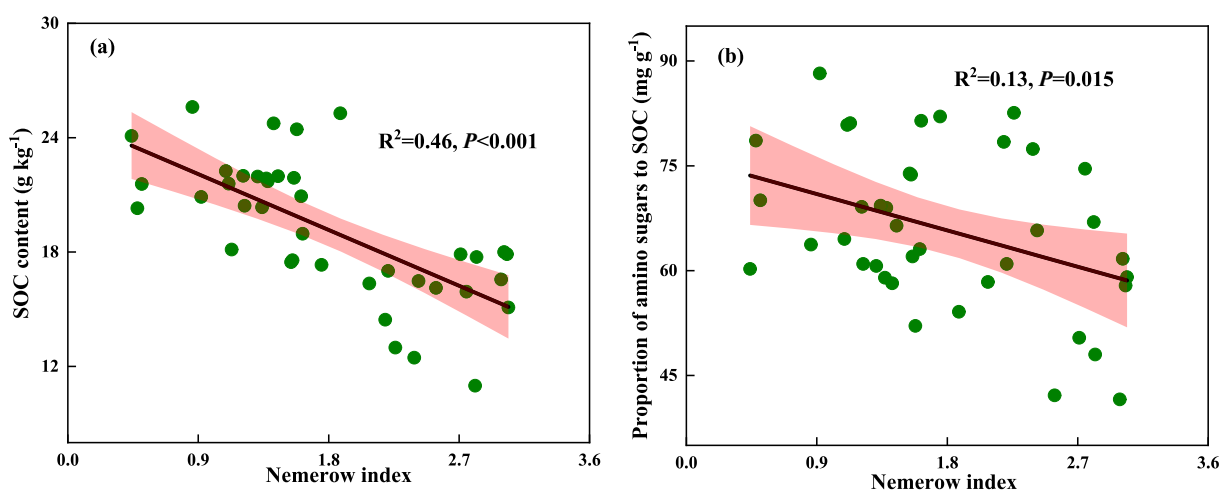 (a)
R²=0.46, P<0.001
SOC content (g kg⁻¹)
30
24
18
12
0.0 0.9 1.8 2.7 3.6
Nemerow index
(b)
R²=0.13, P=0.015
Proportion of amino sugars to SOC (mg g⁻¹)
90
75
60
45
0.0 0.9 1.8 2.7 3.6
Nemerow index